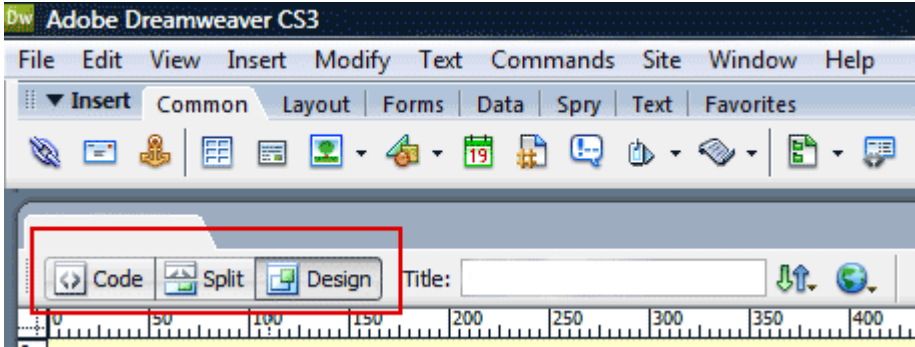 Dw Adobe Dreamweaver CS3
File Edit View Insert Modify Text Commands Site Window Help
Insert Common Layout Forms Data Spry Text Favorites
19
Code Split Design Title:
0 50 100 150 200 250 300 350 400